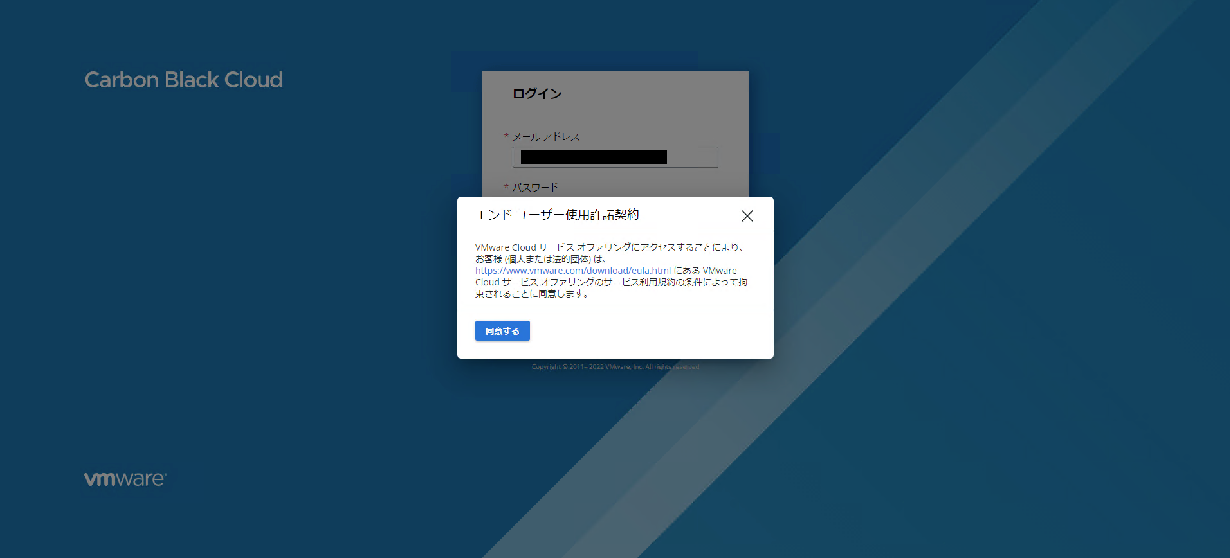 Carbon Black Cloud
ログイン
* メール アドレス
* パスワード
エンド ユーザー使用許諾契約
VMware Cloud サービス オファリングにアクセスすることにより、
お客様 (個人または法的団体) は、
https://www.vmware.com/download/eula.html にある VMware
Cloud サービス オファリングのサービス利用規約の条件によって拘
束されることに同意します。
同意する
Copyright © 2011–2022 VMware, Inc. All rights reserved.
vmware